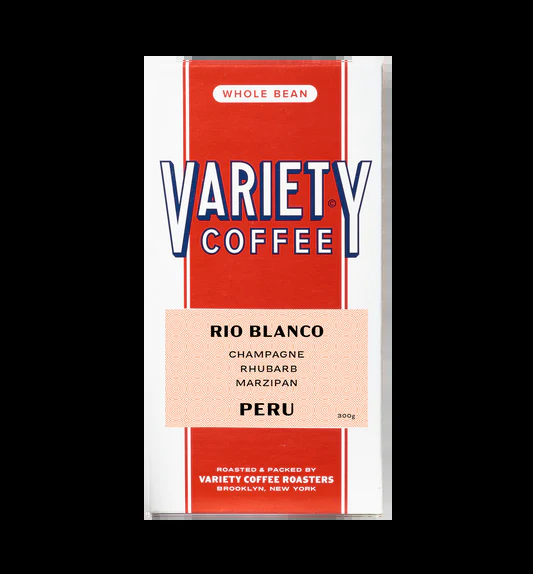 WHOLE BEAN
VARIETY
©
COFFEE
RIO BLANCO
CHAMPAGNE
RHUBARB
MARZIPAN
PERU
300g
ROASTED & PACKED BY
VARIETY COFFEE ROASTERS
BROOKLYN, NEW YORK